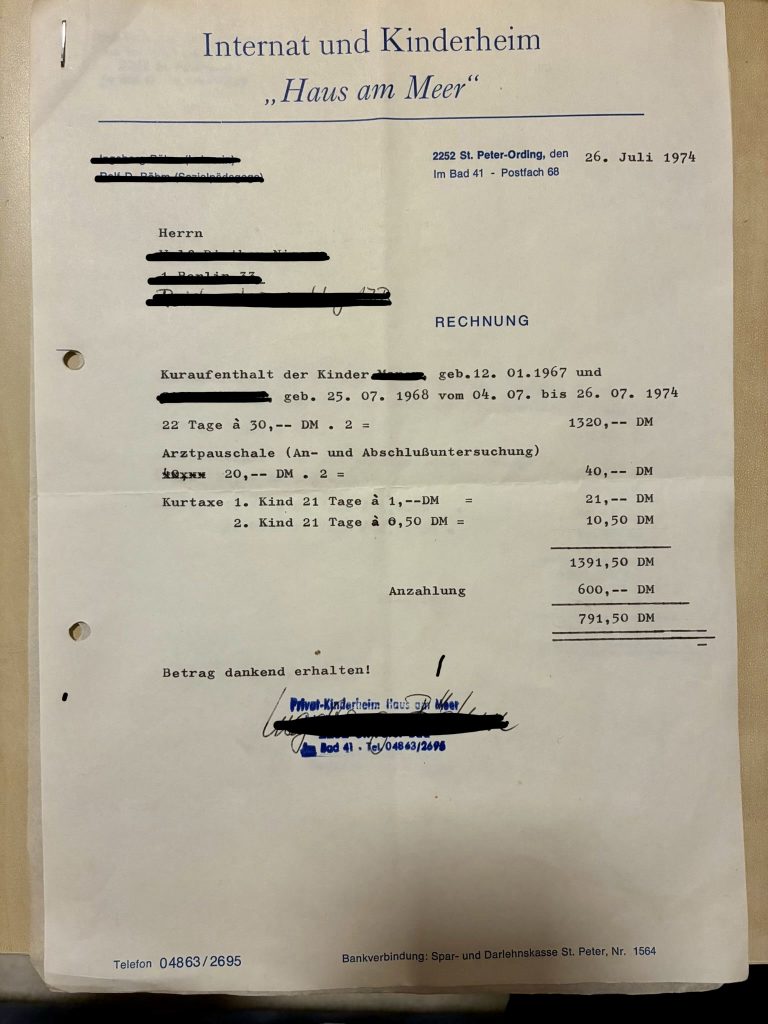 Internat und Kinderheim
„Haus am Meer“
2252 St. Peter-Ording, den 26. Juli 1974
Im Bad 41 - Postfach 68
Herrn
RECHNUNG
Kuraufenthalt der Kinder , geb.12. 01.1967 und
, geb. 25. 07. 1968 vom 04. 07. bis 26. 07. 1974
22 Tage à 30,-- DM . 2 = 1320,-- DM
Arztpauschale (An- und Abschlußuntersuchung)
20,-- DM . 2 = 40,-- DM
Kurtaxe 1. Kind 21 Tage à 1,--DM = 21,-- DM
2. Kind 21 Tage à 0,50 DM = 10,50 DM
1391,50 DM
Anzahlung 600,-- DM
791,50 DM
Betrag dankend erhalten!
Privat-Kinderheim Haus am Meer
Im Bad 41 - Tel. 04863/2695
Telefon 04863/2695
Bankverbindung: Spar- und Darlehnskasse St. Peter, Nr. 1564